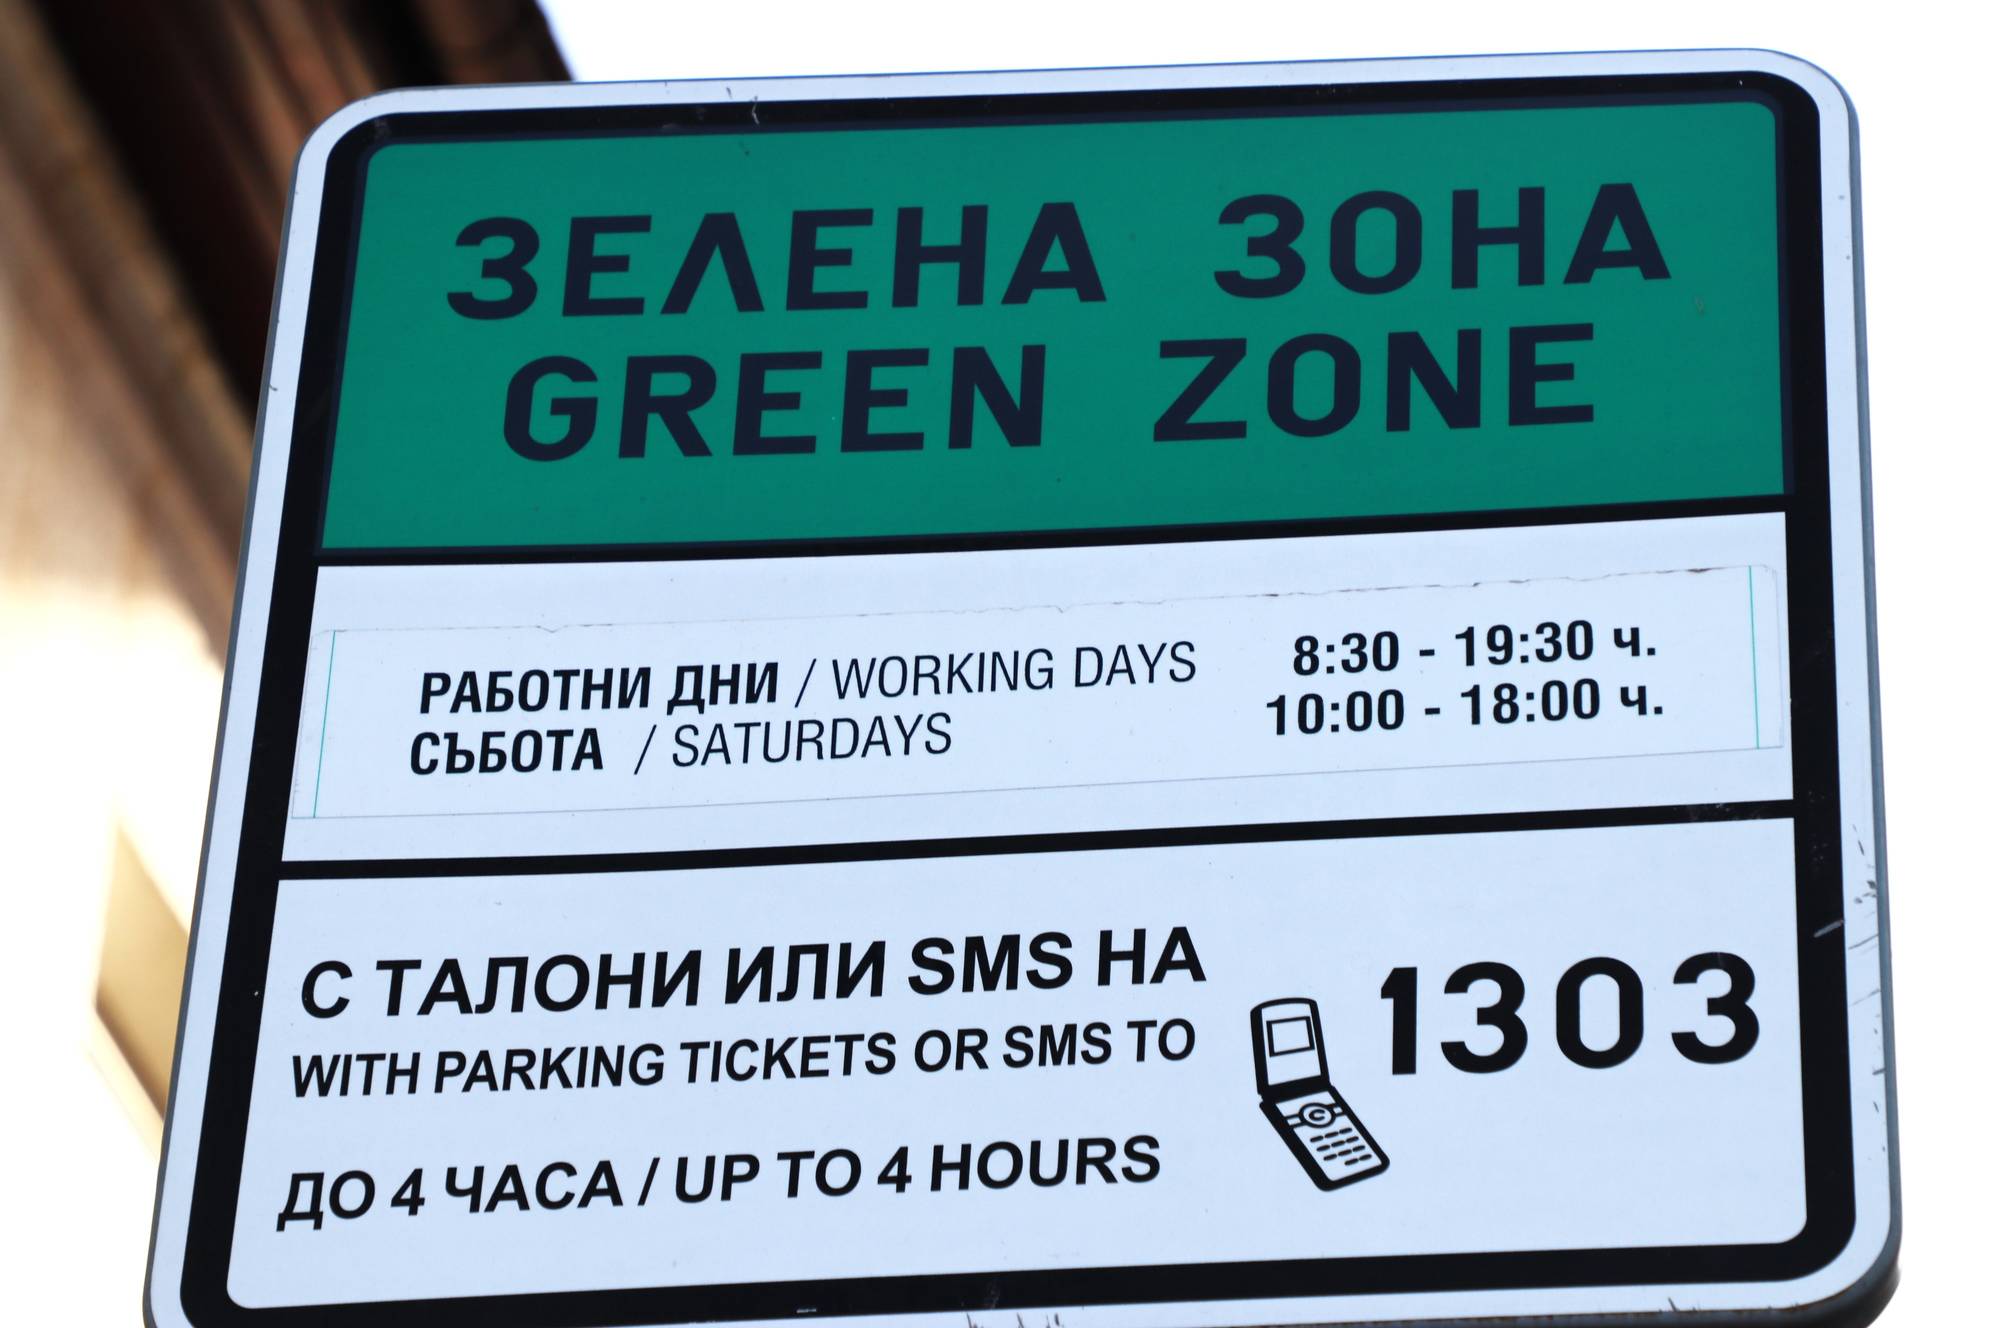 ЗЕЛЕНА ЗОНА
GREEN ZONE
РАБОТНИ ДНИ / WORKING DAYS 8:30 - 19:30 ч.
СЪБОТА / SATURDAYS 10:00 - 18:00 ч.
С ТАЛОНИ ИЛИ SMS НА
WITH PARKING TICKETS OR SMS TO
1303
ДО 4 ЧАСА / UP TO 4 HOURS